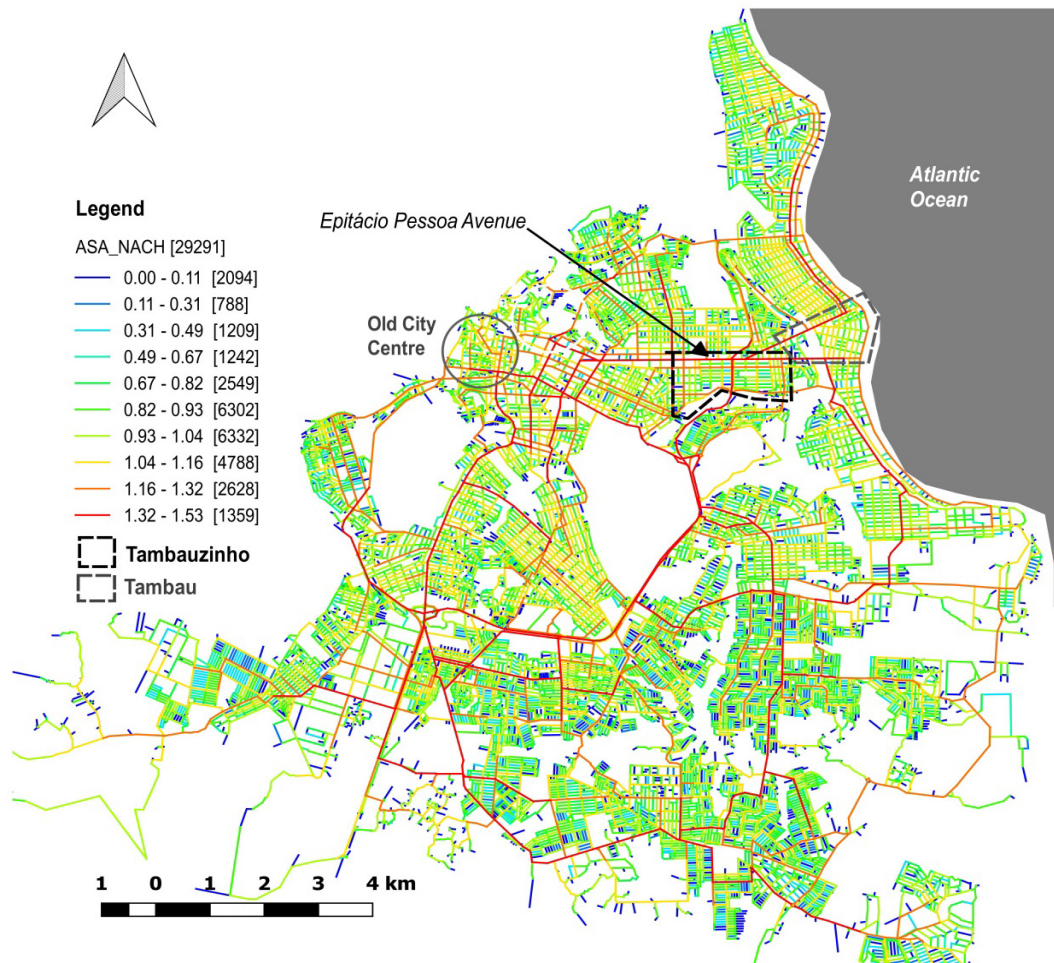 Atlantic
Ocean
Legend
Epitácio Pessoa Avenue
ASA_NACH [29291]
0.00 - 0.11 [2094]
0.11 - 0.31 [788]
0.31 - 0.49 [1209]
0.49 - 0.67 [1242]
0.67 - 0.82 [2549]
0.82 - 0.93 [6302]
0.93 - 1.04 [6332]
1.04 - 1.16 [4788]
1.16 - 1.32 [2628]
1.32 - 1.53 [1359]
Tambauzinho
Tambau
Old City
Centre
1 0 1 2 3 4 km